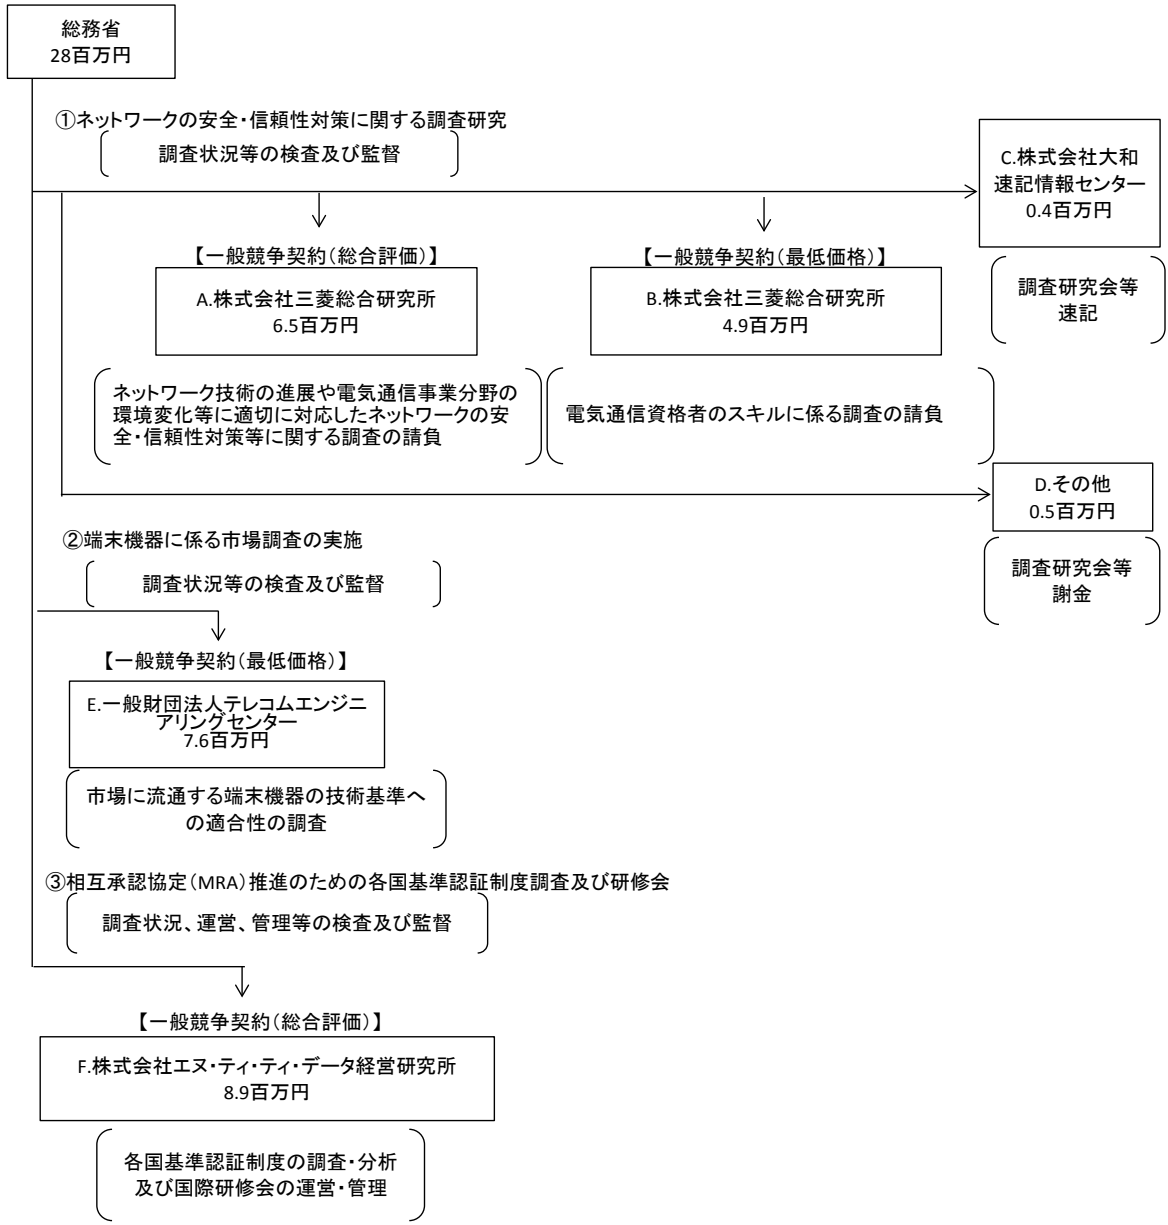 総務省
28百万円
①ネットワークの安全・信頼性対策に関する調査研究
調査状況等の検査及び監督
C.株式会社大和
速記情報センター
0.4百万円
調査研究会等
速記
【一般競争契約(総合評価)】
A.株式会社三菱総合研究所
6.5百万円
ネットワーク技術の進展や電気通信事業分野の
環境変化等に適切に対応したネットワークの安
全・信頼性対策等に関する調査の請負
【一般競争契約(最低価格)】
B.株式会社三菱総合研究所
4.9百万円
電気通信資格者のスキルに係る調査の請負
D.その他
0.5百万円
調査研究会等
謝金
②端末機器に係る市場調査の実施
調査状況等の検査及び監督
【一般競争契約(最低価格)】
E.一般財団法人テレコムエンジニ
アリングセンター
7.6百万円
市場に流通する端末機器の技術基準へ
の適合性の調査
③相互承認協定(MRA)推進のための各国基準認証制度調査及び研修会
調査状況、運営、管理等の検査及び監督
【一般競争契約(総合評価)】
F.株式会社エヌ・ティ・ティ・データ経営研究所
8.9百万円
各国基準認証制度の調査・分析
及び国際研修会の運営・管理